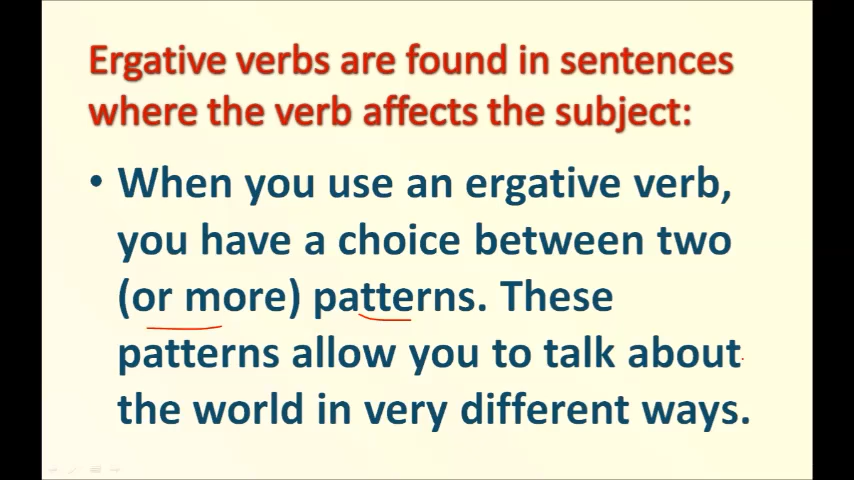 Ergative verbs are found in sentences
where the verb affects the subject:
• When you use an ergative verb,
you have a choice between two
(or more) patterns. These
patterns allow you to talk about
the world in very different ways.